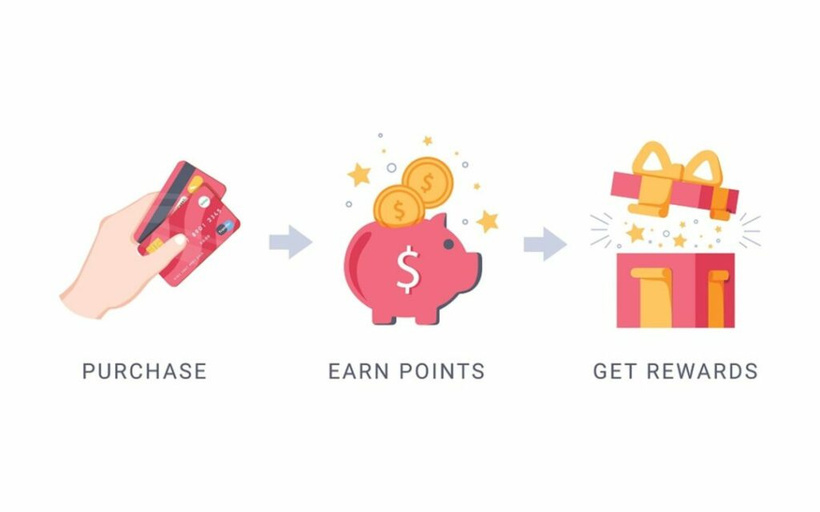 $
$
$
PURCHASE
EARN POINTS
GET REWARDS